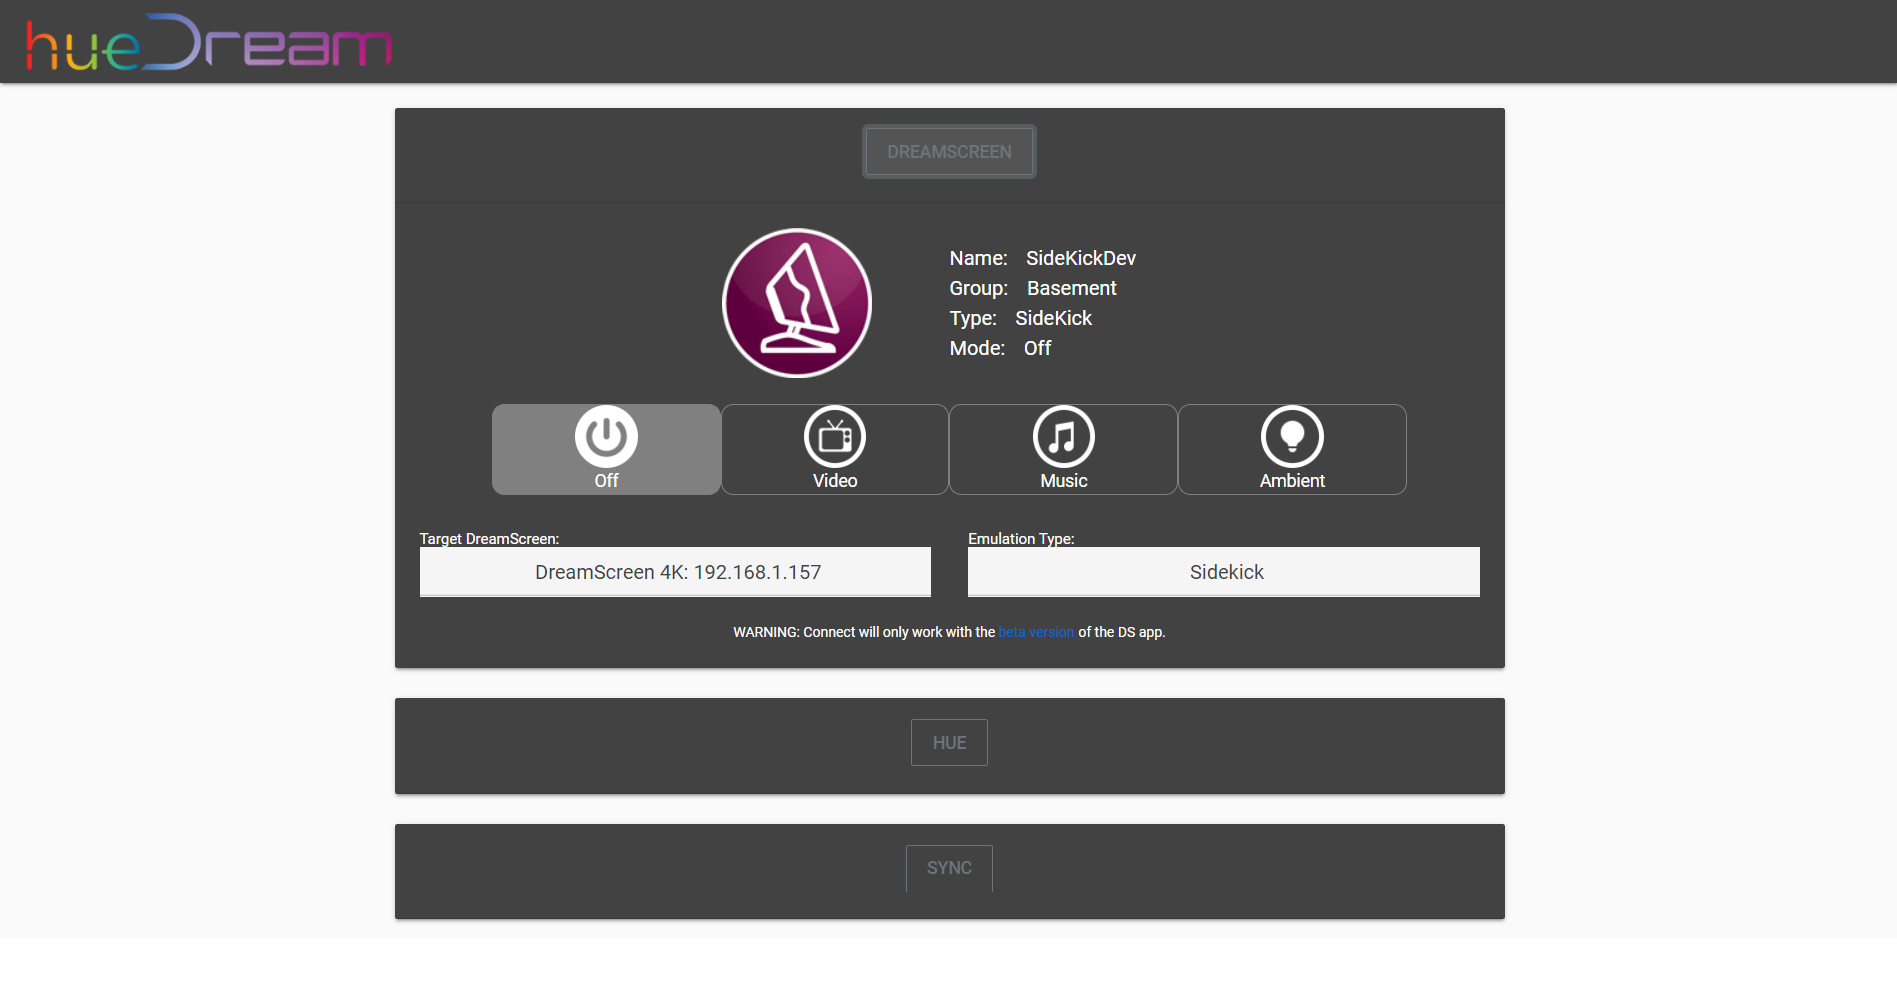 hueDream
DREAMSCREEN
Name: SideKickDev
Group: Basement
Type: SideKick
Mode: Off
Off Video Music Ambient
Target DreamScreen: Emulation Type:
DreamScreen 4K: 192.168.1.157 Sidekick
WARNING: Connect will only work with the beta version of the DS app.
HUE
SYNC